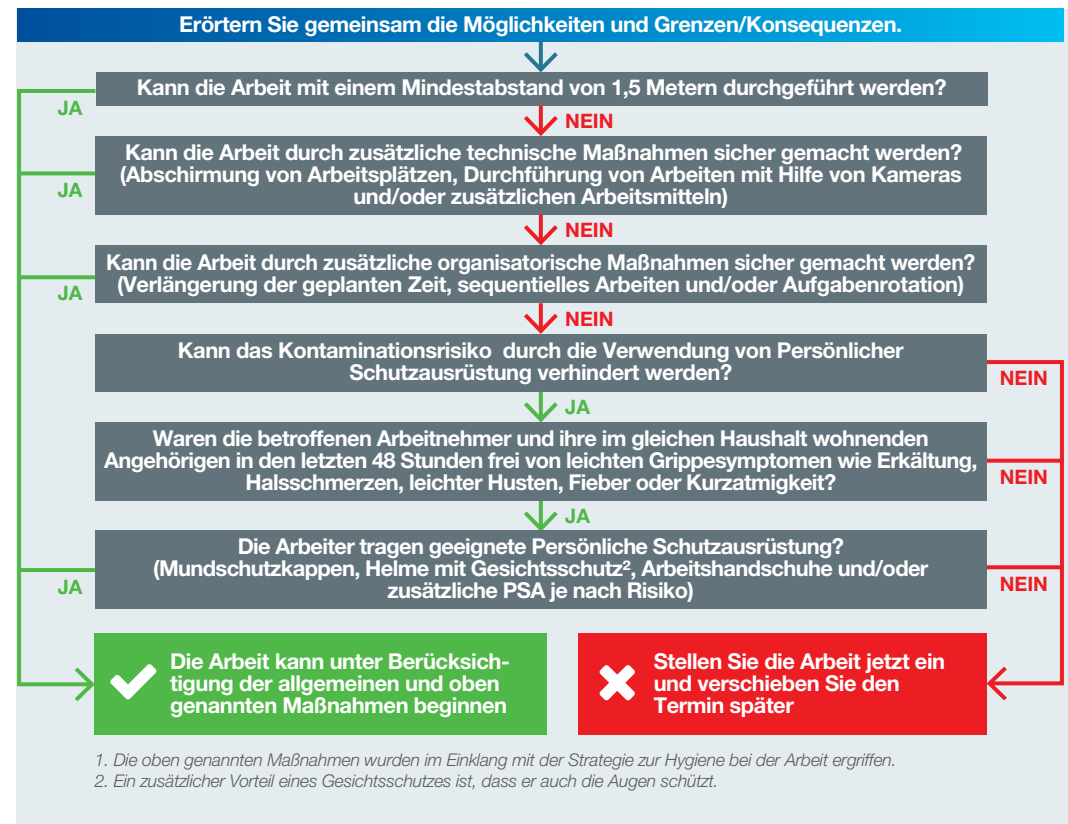 Erörtern Sie gemeinsam die Möglichkeiten und Grenzen/Konsequenzen.
Kann die Arbeit mit einem Mindestabstand von 1,5 Metern durchgeführt werden?
JA
NEIN
Kann die Arbeit durch zusätzliche technische Maßnahmen sicher gemacht werden?
(Abschirmung von Arbeitsplätzen, Durchführung von Arbeiten mit Hilfe von Kameras
und/oder zusätzlichen Arbeitsmitteln)
JA
NEIN
Kann die Arbeit durch zusätzliche organisatorische Maßnahmen sicher gemacht werden?
(Verlängerung der geplanten Zeit, sequentielles Arbeiten und/oder Aufgabenrotation)
JA
NEIN
Kann das Kontaminationsrisiko durch die Verwendung von Persönlicher
Schutzausrüstung verhindert werden?
NEIN
JA
Waren die betroffenen Arbeitnehmer und ihre im gleichen Haushalt wohnenden
Angehörigen in den letzten 48 Stunden frei von leichten Grippesymptomen wie Erkältung,
Halsschmerzen, leichter Husten, Fieber oder Kurzatmigkeit?
NEIN
JA
Die Arbeiter tragen geeignete Persönliche Schutzausrüstung?
(Mundschutzkappen, Helme mit Gesichtsschutz², Arbeitshandschuhe und/oder
zusätzliche PSA je nach Risiko)
JA
NEIN
Die Arbeit kann unter Berücksich-
tigung der allgemeinen und oben
genannten Maßnahmen beginnen
Stellen Sie die Arbeit jetzt ein
und verschieben Sie den
Termin später
1. Die oben genannten Maßnahmen wurden im Einklang mit der Strategie zur Hygiene bei der Arbeit ergriffen.
2. Ein zusätzlicher Vorteil eines Gesichtsschutzes ist, dass er auch die Augen schützt.